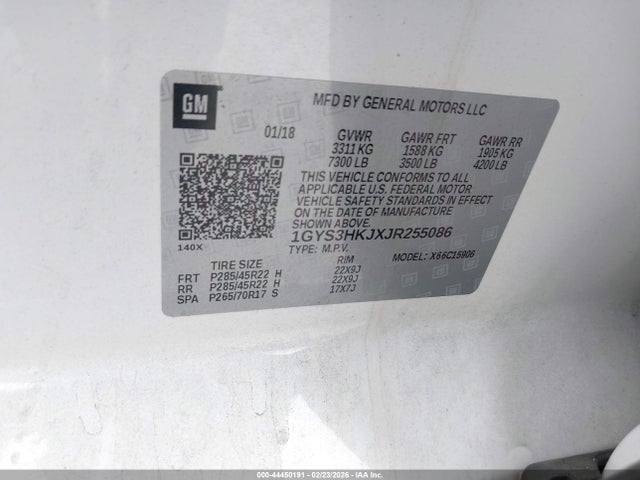 GM
MFD BY GENERAL MOTORS LLC
01/18 GVWR GAWR FRT GAWR RR
3311 KG 1588 KG 1905 KG
7300 LB 3500 LB 4200 LB
THIS VEHICLE CONFORMS TO ALL
APPLICABLE U.S. FEDERAL MOTOR
VEHICLE SAFETY STANDARDS IN EFFECT
ON THE DATE OF MANUFACTURE
SHOWN ABOVE.
140X 1GYS3HKJXJR255086
TYPE: M.P.V. MODEL: X66C15906
TIRE SIZE RIM
FRT P285/45R22 H 22X9J
RR P285/45R22 H 22X9J
SPA P265/70R17 S 17X7J
000-44450191 - 02/23/2026 - IAA, Inc.